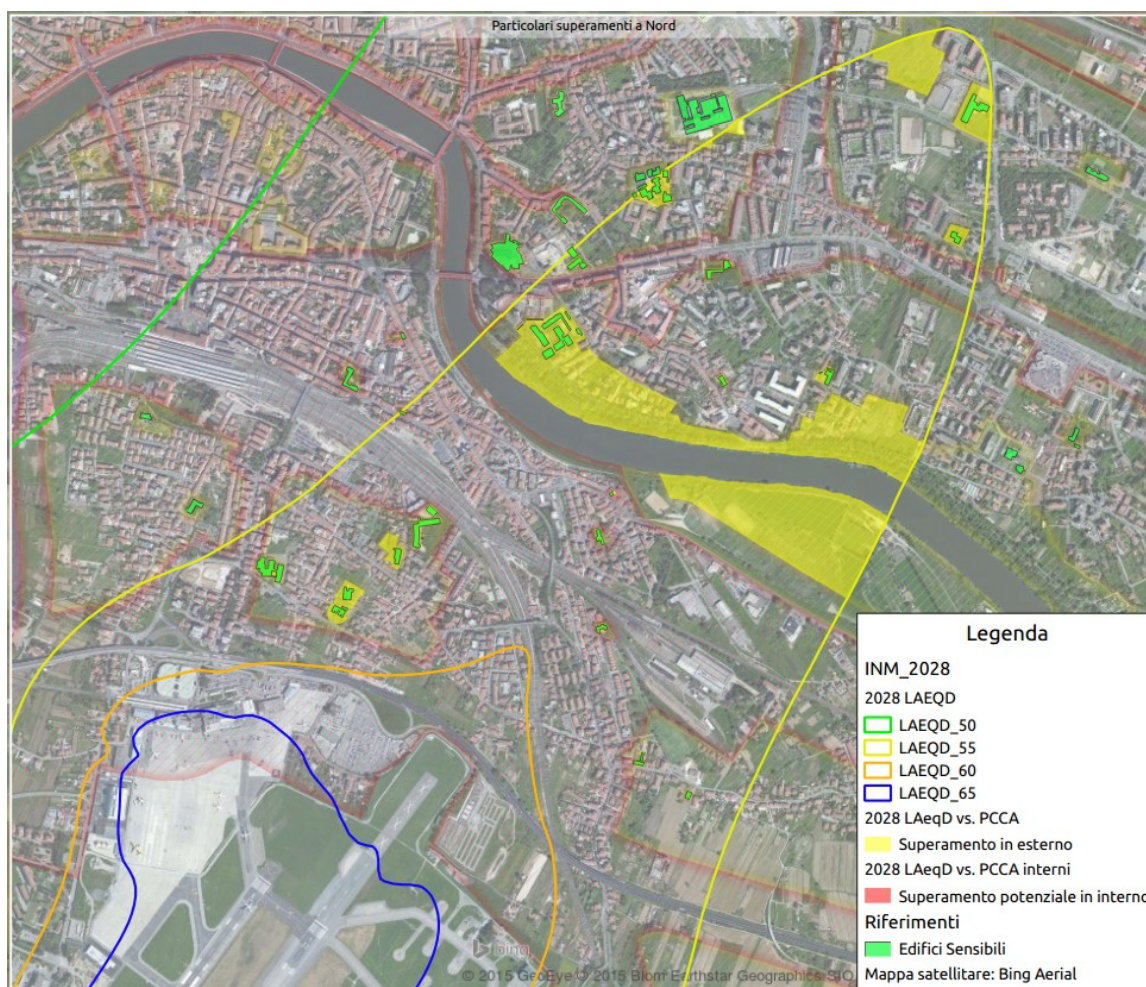 Particolari superamenti a Nord
Legenda
INM_2028
2028 LAEQD
LAEQD_50
LAEQD_55
LAEQD_60
LAEQD_65
2028 LAeqD vs. PCCA
Superamento in esterno
2028 LAeqD vs. PCCA interni
Superamento potenziale in interno
Riferimenti
Edifici Sensibili
Mappa satellitare: Bing Aerial
bing
© 2015 GeoEye © 2015 Blom Earthstar Geographics SIO